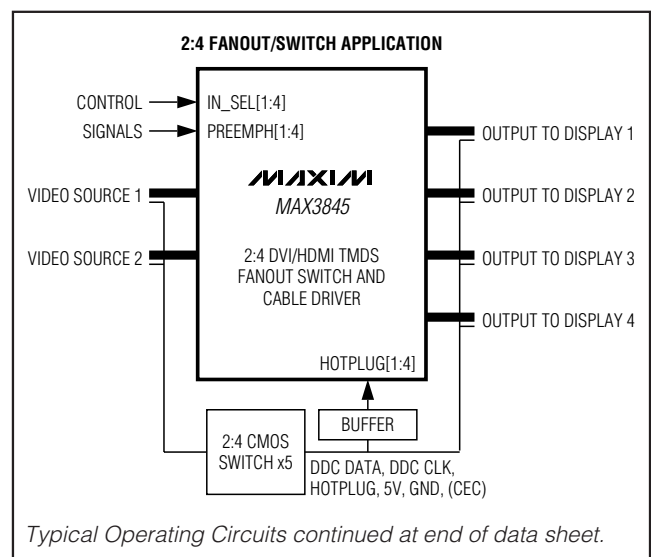 2:4 FANOUT/SWITCH APPLICATION
CONTROL
SIGNALS
IN_SEL[1:4]
PREEMPH[1:4]
VIDEO SOURCE 1
VIDEO SOURCE 2
MAXIM
MAX3845
2:4 DVI/HDMI TMDS
FANOUT SWITCH AND
CABLE DRIVER
HOTPLUG[1:4]
OUTPUT TO DISPLAY 1
OUTPUT TO DISPLAY 2
OUTPUT TO DISPLAY 3
OUTPUT TO DISPLAY 4
BUFFER
2:4 CMOS
SWITCH x5
DDC DATA, DDC CLK,
HOTPLUG, 5V, GND, (CEC)
Typical Operating Circuits continued at end of data sheet.